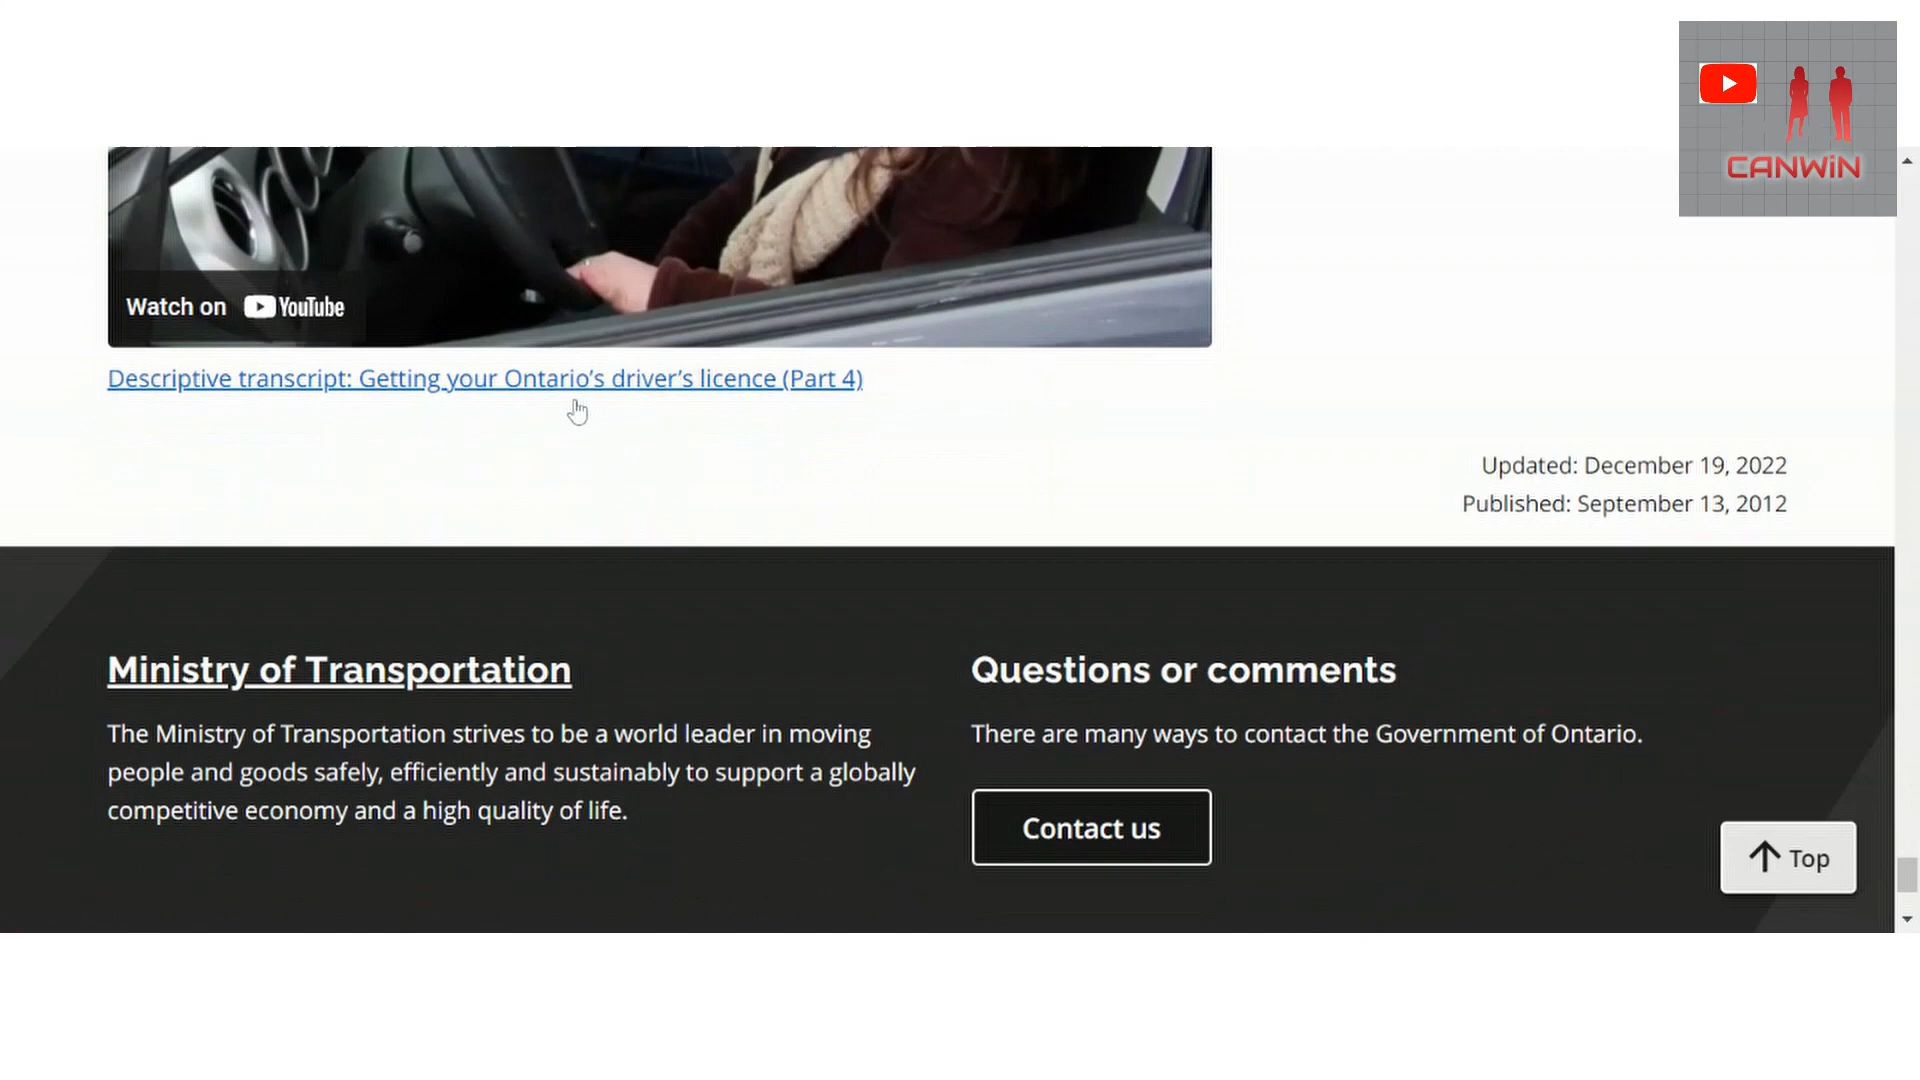 CANWiN
Watch on YouTube
Descriptive transcript: Getting your Ontario’s driver’s licence (Part 4)
Updated: December 19, 2022
Published: September 13, 2012
Ministry of Transportation
The Ministry of Transportation strives to be a world leader in moving
people and goods safely, efficiently and sustainably to support a globally
competitive economy and a high quality of life.
Questions or comments
There are many ways to contact the Government of Ontario.
Contact us
Top